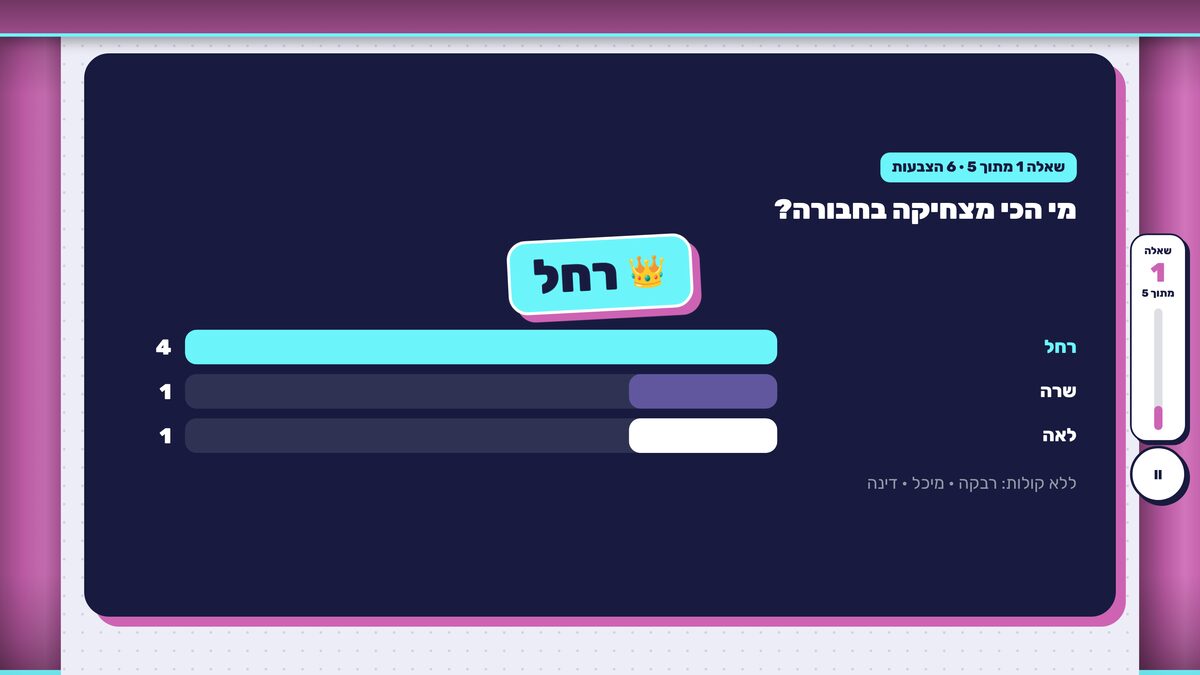 שאלה 1 מתוך 5 • 6 הצבעות
מי הכי מצחיקה בחבורה?
👑 רחל
רחל 4
שרה 1
לאה 1
ללא קולות: רבקה • מיכל • דינה
שאלה
1
מתוך 5